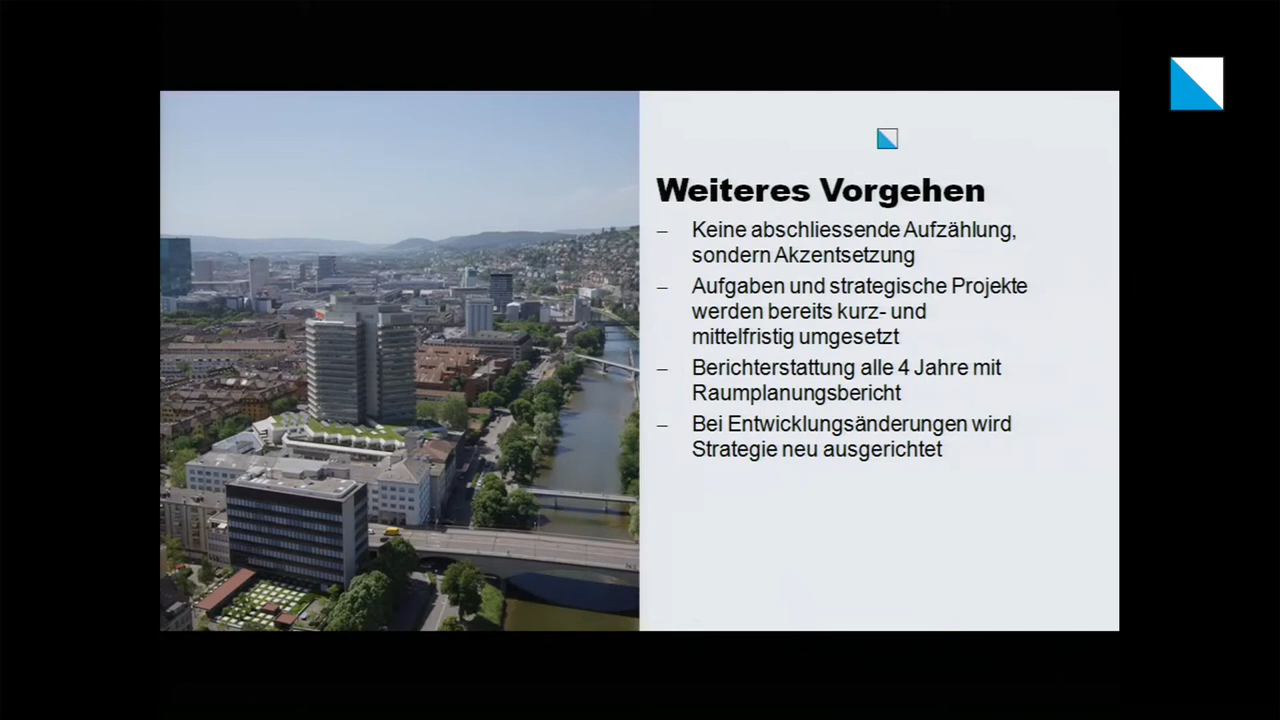 Weiteres Vorgehen
– Keine abschliessende Aufzählung,
sondern Akzentsetzung
– Aufgaben und strategische Projekte
werden bereits kurz- und
mittelfristig umgesetzt
– Berichterstattung alle 4 Jahre mit
Raumplanungsbericht
– Bei Entwicklungsänderungen wird
Strategie neu ausgerichtet